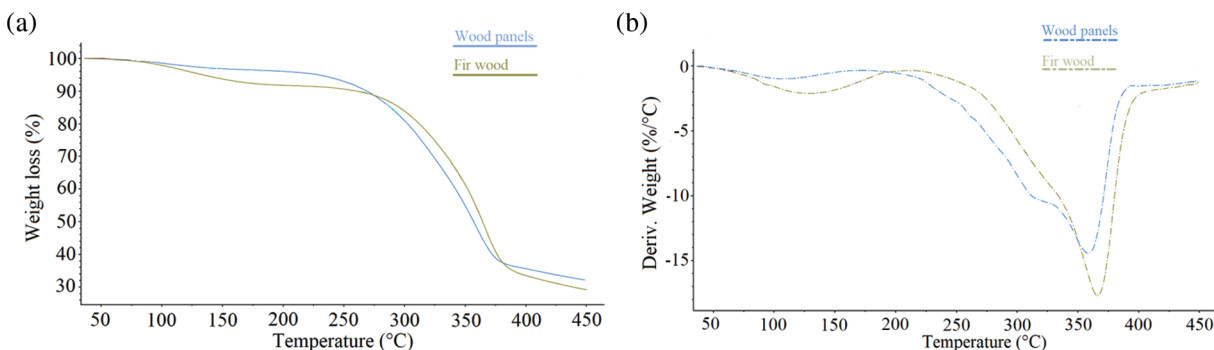 (a)
Wood panels
Fir wood
100
90
80
70
60
50
40
30
Weight loss (%)
50 100 150 200 250 300 350 400 450
Temperature (°C)
(b)
Wood panels
Fir wood
0
-5
-10
-15
Deriv. Weight (%/°C)
50 100 150 200 250 300 350 400 450
Temperature (°C)